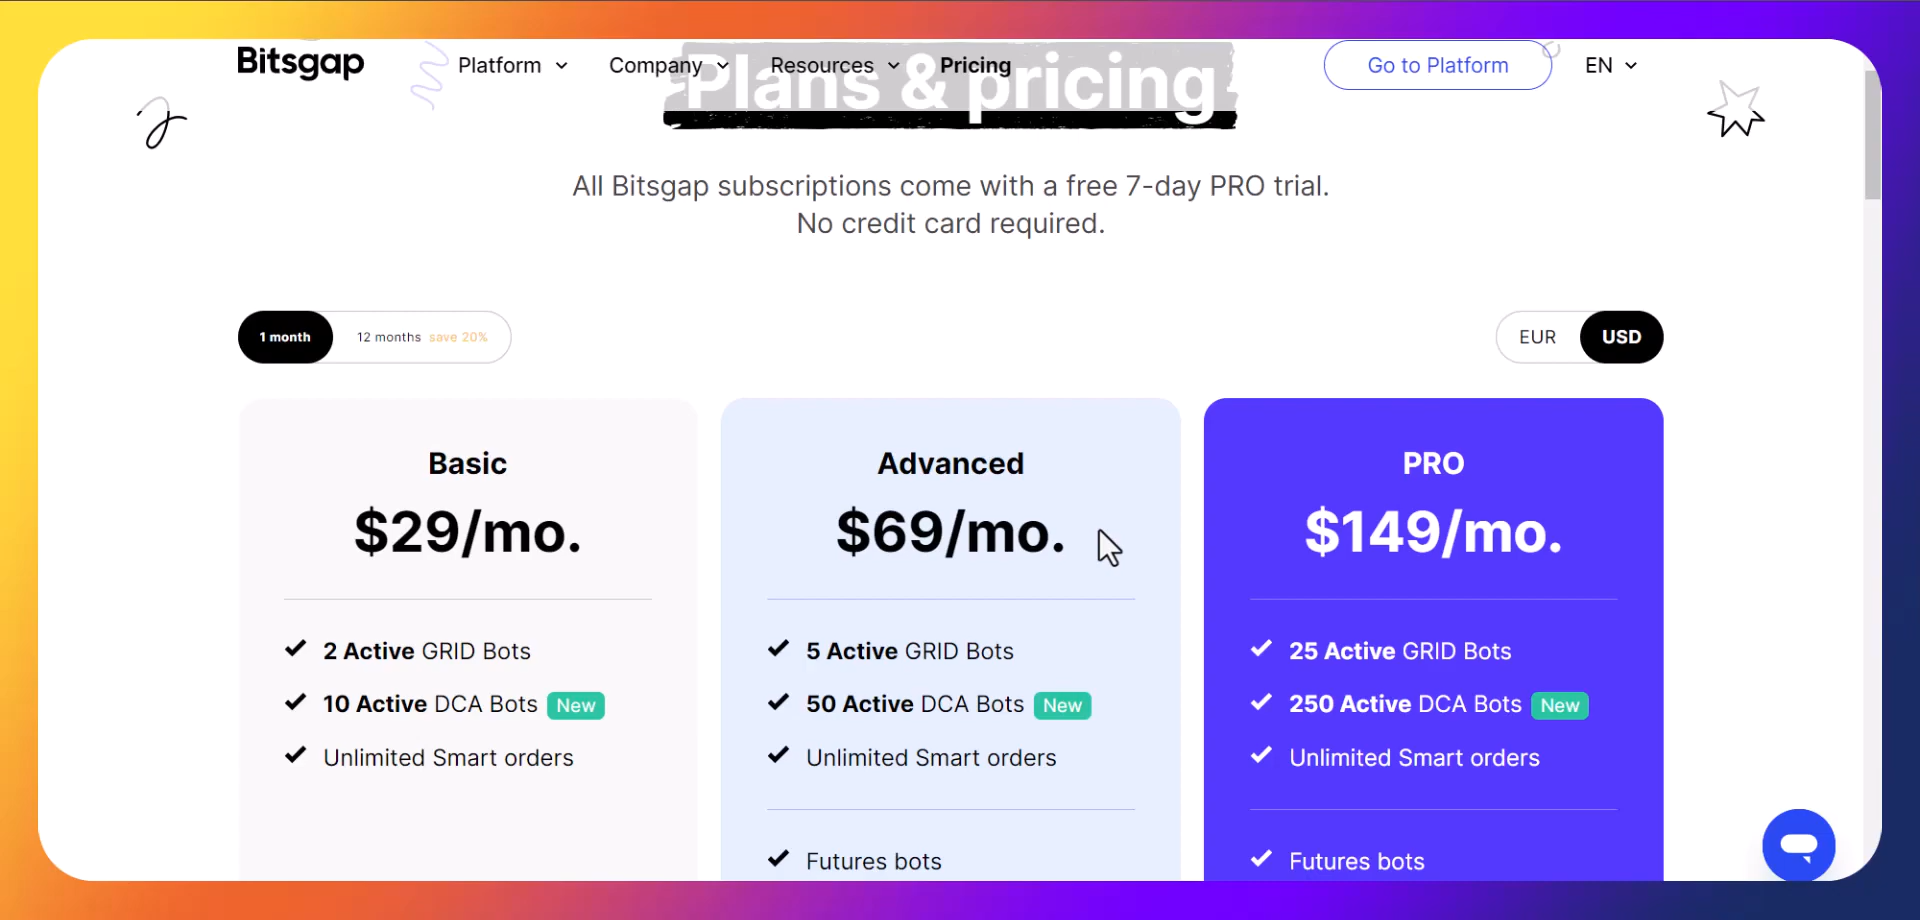 Bitsgap
Platform
Company
Resources
Pricing
Go to Platform
EN
Plans & pricing
All Bitsgap subscriptions come with a free 7-day PRO trial.
No credit card required.
1 month
12 months save 20%
EUR
USD
Basic
$29/mo.
2 Active GRID Bots
10 Active DCA Bots New
Unlimited Smart orders
Advanced
$69/mo.
5 Active GRID Bots
50 Active DCA Bots New
Unlimited Smart orders
Futures bots
PRO
$149/mo.
25 Active GRID Bots
250 Active DCA Bots New
Unlimited Smart orders
Futures bots